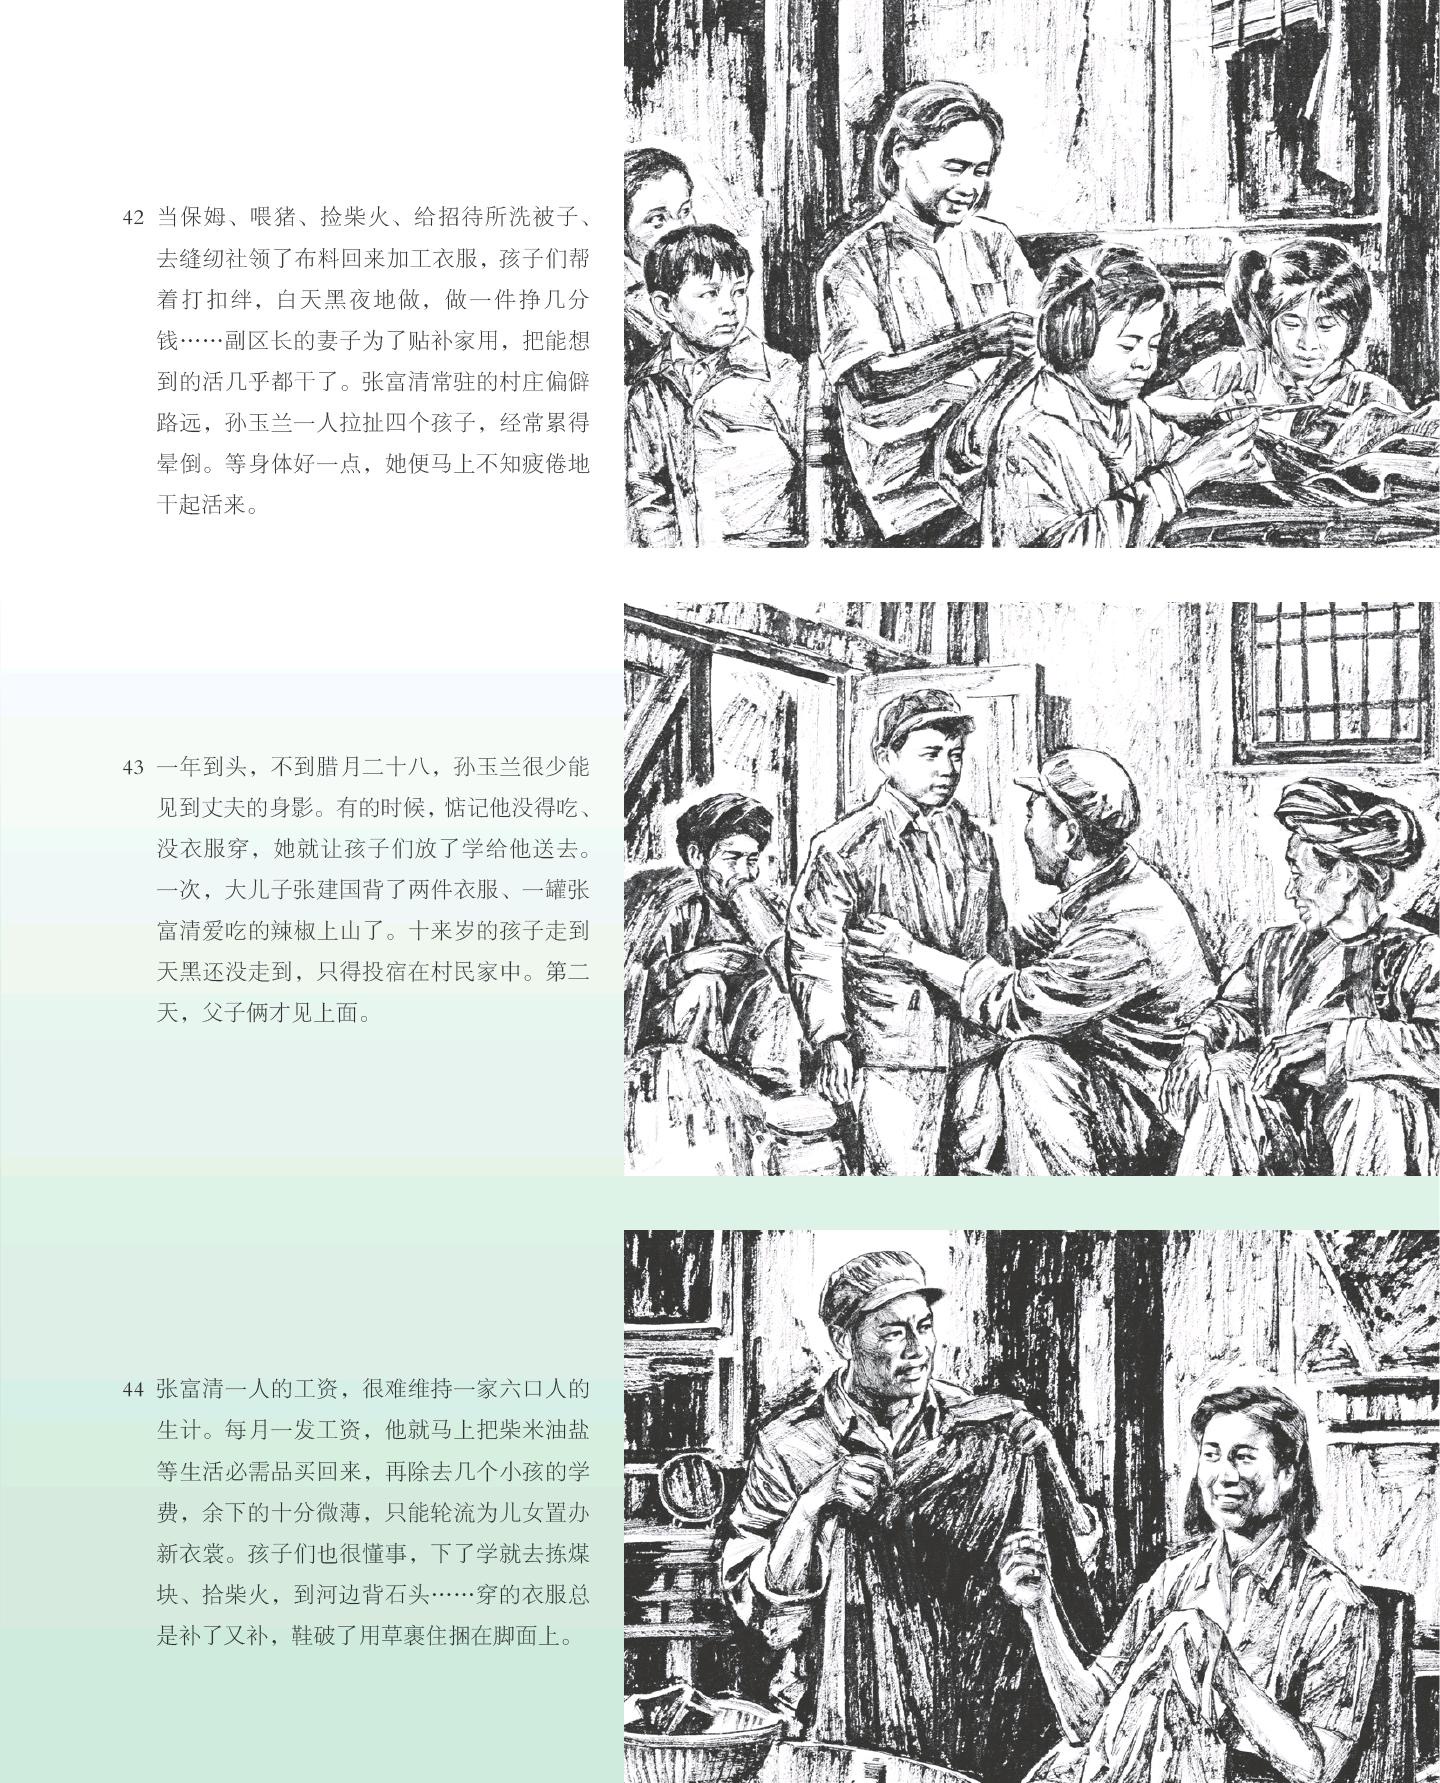 42 当保姆、喂猪、捡柴火、给招待所洗被子、
去缝纫社领了布料回来加工衣服，孩子们帮
着打扣绊，白天黑夜地做，做一件挣几分
钱……副区长的妻子为了贴补家用，把能想
到的活几乎都干了。张富清常驻的村庄偏僻
路远，孙玉兰一人拉扯四个孩子，经常累得
晕倒。等身体好一点，她便马上不知疲倦地
干起活来。
43 一年到头，不到腊月二十八，孙玉兰很少能
见到丈夫的身影。有的时候，惦记他没得吃、
没衣服穿，她就让孩子们放了学给他送去。
一次，大儿子张建国背了两件衣服、一罐张
富清爱吃的辣椒上山了。十来岁的孩子走到
天黑还没走到，只得投宿在村民家中。第二
天，父子俩才见上面。
44 张富清一人的工资，很难维持一家六口人的
生计。每月一发工资，他就马上把柴米油盐
等生活必需品买回来，再除去几个小孩的学
费，余下的十分微薄，只能轮流为儿女置办
新衣裳。孩子们也很懂事，下了学就去拣煤
块、拾柴火，到河边背石头……穿的衣服总
是补了又补，鞋破了用草裹住捆在脚面上。